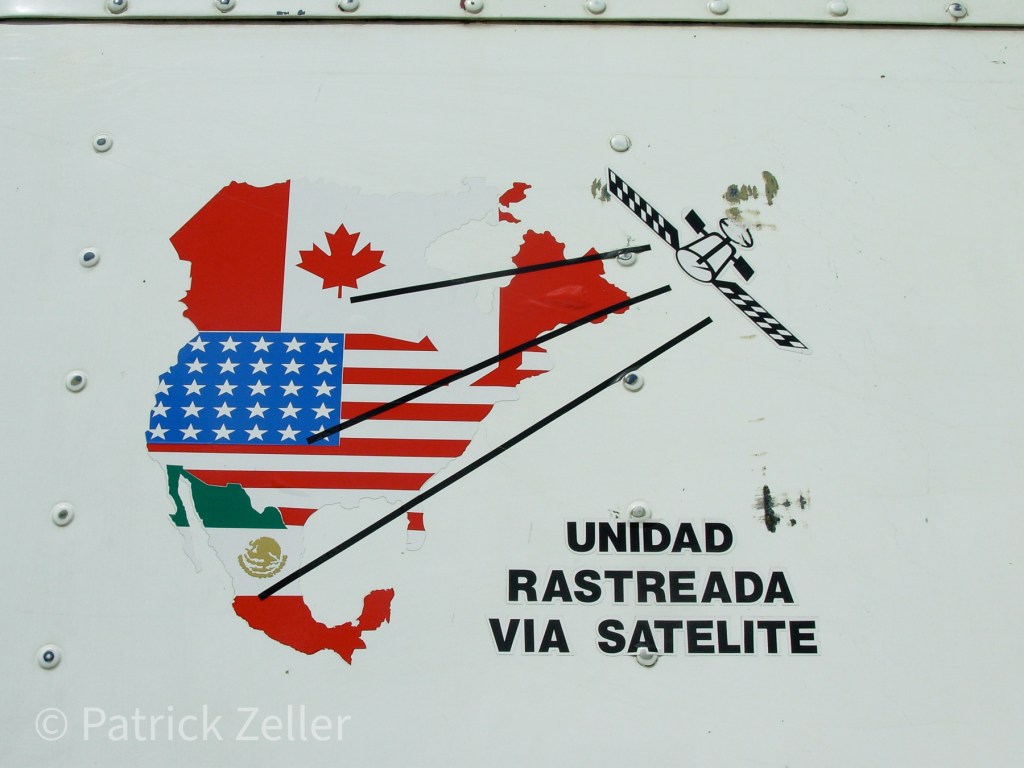 UNIDAD
RASTREADA
VIA SATELITE
© Patrick Zeller